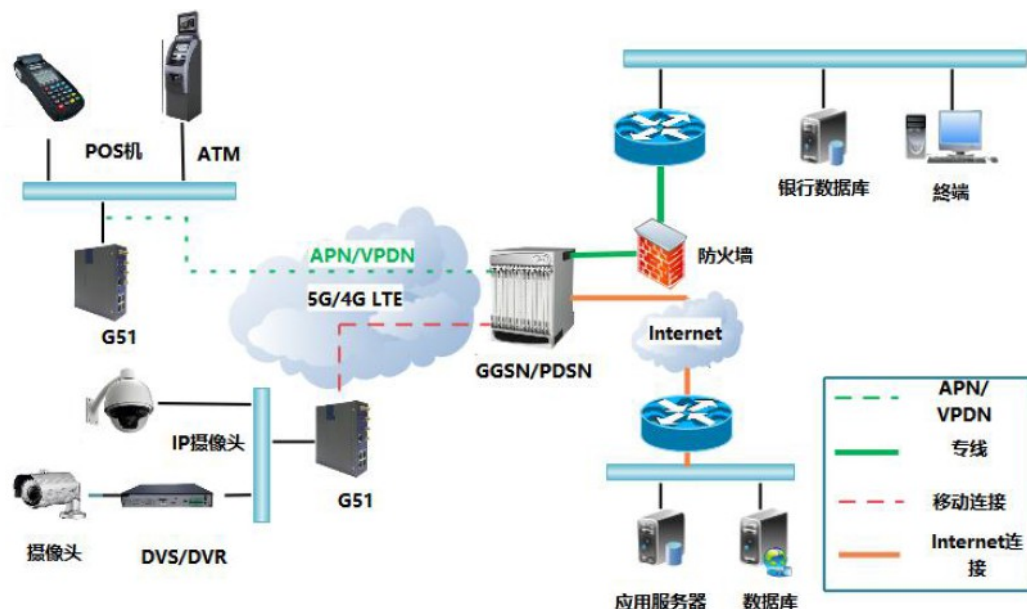 POS机
ATM
银行数据库
終端
APN/VPDN
防火墙
5G/4G LTE
G51
Internet
GGSN/PDSN
IP摄像头
G51
摄像头
DVS/DVR
应用服务器
数据库
APN/
VPDN
专线
移动连接
Internet连
接